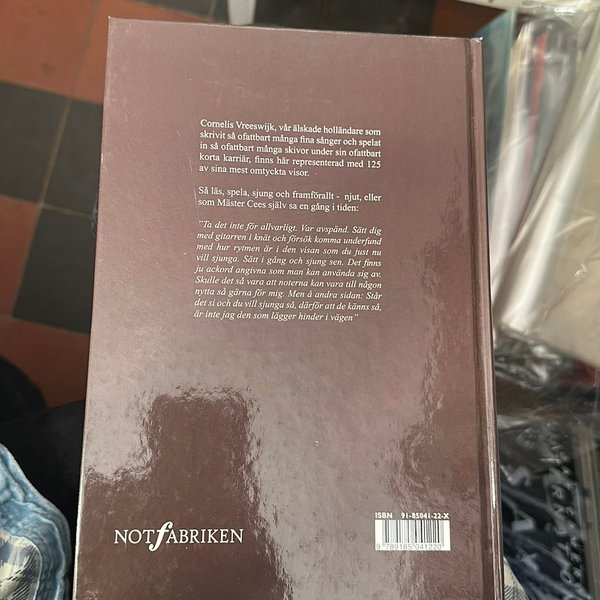 Cornelis Vreeswijk, vår älskade holländare som
skrivit så ofattbart många fina sånger och spelat
in så ofattbart många skivor under sin ofattbart
korta karriär, finns här representerad med 125
av sina mest omtyckta visor.
Så läs, spela, sjung och framförallt - njut, eller
som Mäster Cees själv sa en gång i tiden:
"Ta det inte för allvarligt. Var avspänd. Sätt dig
med gitarren i knät och försök komma underfund
med hur rytmen är i den visan som du just nu
vill sjunga. Sätt i gång och sjung sen. Det finns
ju ackord angivna som man kan använda sig av.
Skulle det så vara att noterna kan vara till någon
nytta så gärna för mig. Men å andra sidan: Står
det si och du vill sjunga så, därför att de känns så,
är inte jag den som lägger hinder i vägen"
ISBN 91-85041-22-X
9 789185 041220
NOTfABRIKEN